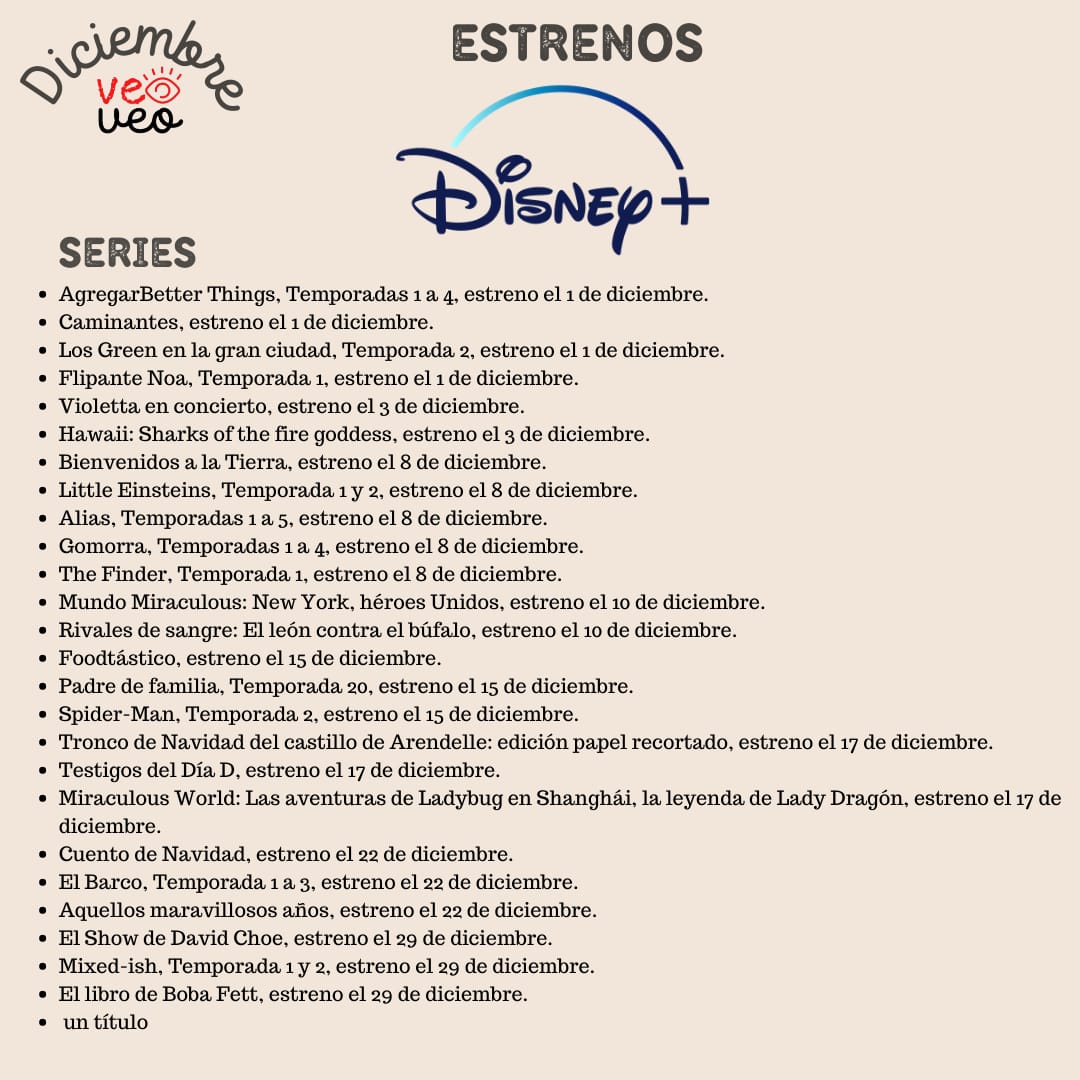 Diciembre
veo
veo
ESTRENOS
Disney+
SERIES
• AgregarBetter Things, Temporadas 1 a 4, estreno el 1 de diciembre.
• Caminantes, estreno el 1 de diciembre.
• Los Green en la gran ciudad, Temporada 2, estreno el 1 de diciembre.
• Flipante Noa, Temporada 1, estreno el 1 de diciembre.
• Violetta en concierto, estreno el 3 de diciembre.
• Hawaii: Sharks of the fire goddess, estreno el 3 de diciembre.
• Bienvenidos a la Tierra, estreno el 8 de diciembre.
• Little Einsteins, Temporada 1 y 2, estreno el 8 de diciembre.
• Alias, Temporadas 1 a 5, estreno el 8 de diciembre.
• Gomorra, Temporadas 1 a 4, estreno el 8 de diciembre.
• The Finder, Temporada 1, estreno el 8 de diciembre.
• Mundo Miraculous: New York, héroes Unidos, estreno el 10 de diciembre.
• Rivales de sangre: El león contra el búfalo, estreno el 10 de diciembre.
• Foodtástico, estreno el 15 de diciembre.
• Padre de familia, Temporada 20, estreno el 15 de diciembre.
• Spider-Man, Temporada 2, estreno el 15 de diciembre.
• Tronco de Navidad del castillo de Arendelle: edición papel recortado, estreno el 17 de diciembre.
• Testigos del Día D, estreno el 17 de diciembre.
• Miraculous World: Las aventuras de Ladybug en Shanghái, la leyenda de Lady Dragón, estreno el 17 de
diciembre.
• Cuento de Navidad, estreno el 22 de diciembre.
• El Barco, Temporada 1 a 3, estreno el 22 de diciembre.
• Aquellos maravillosos años, estreno el 22 de diciembre.
• El Show de David Choe, estreno el 29 de diciembre.
• Mixed-ish, Temporada 1 y 2, estreno el 29 de diciembre.
• El libro de Boba Fett, estreno el 29 de diciembre.
• un título